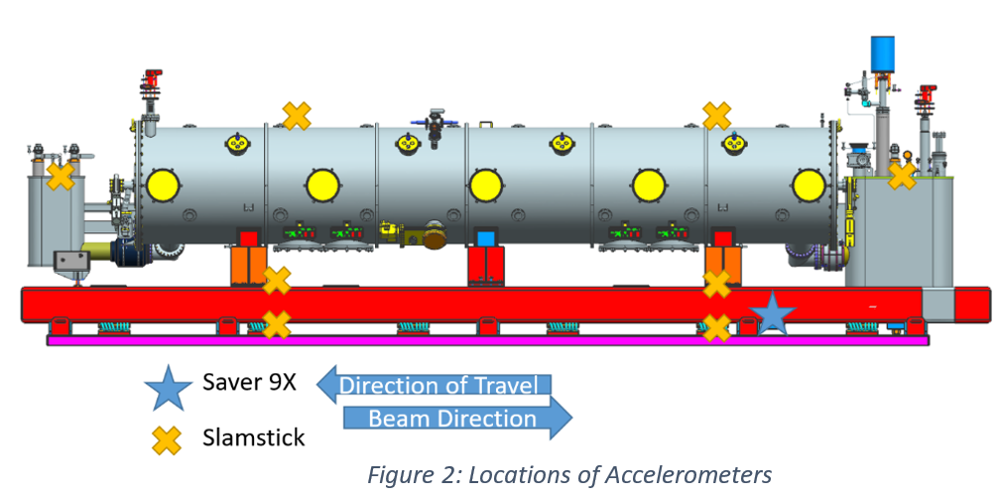 Saver 9X
Direction of Travel
Beam Direction
Slamstick
Figure 2: Locations of Accelerometers